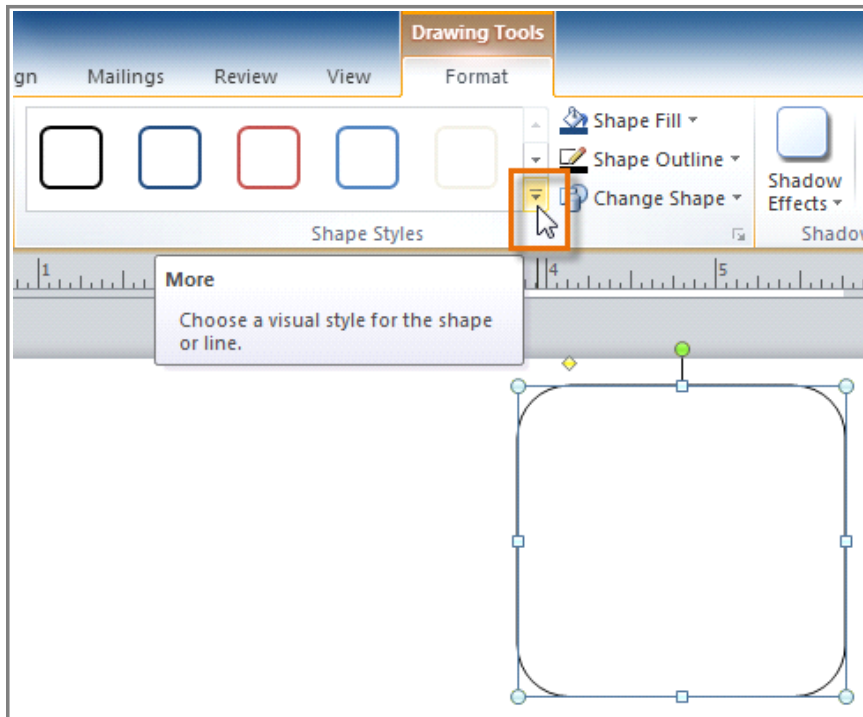 Drawing Tools
gn Mailings Review View Format
Shape Fill
Shape Outline
Change Shape
Shadow
Effects
Shape Styles
Shadow
1 4 5
More
Choose a visual style for the shape
or line.